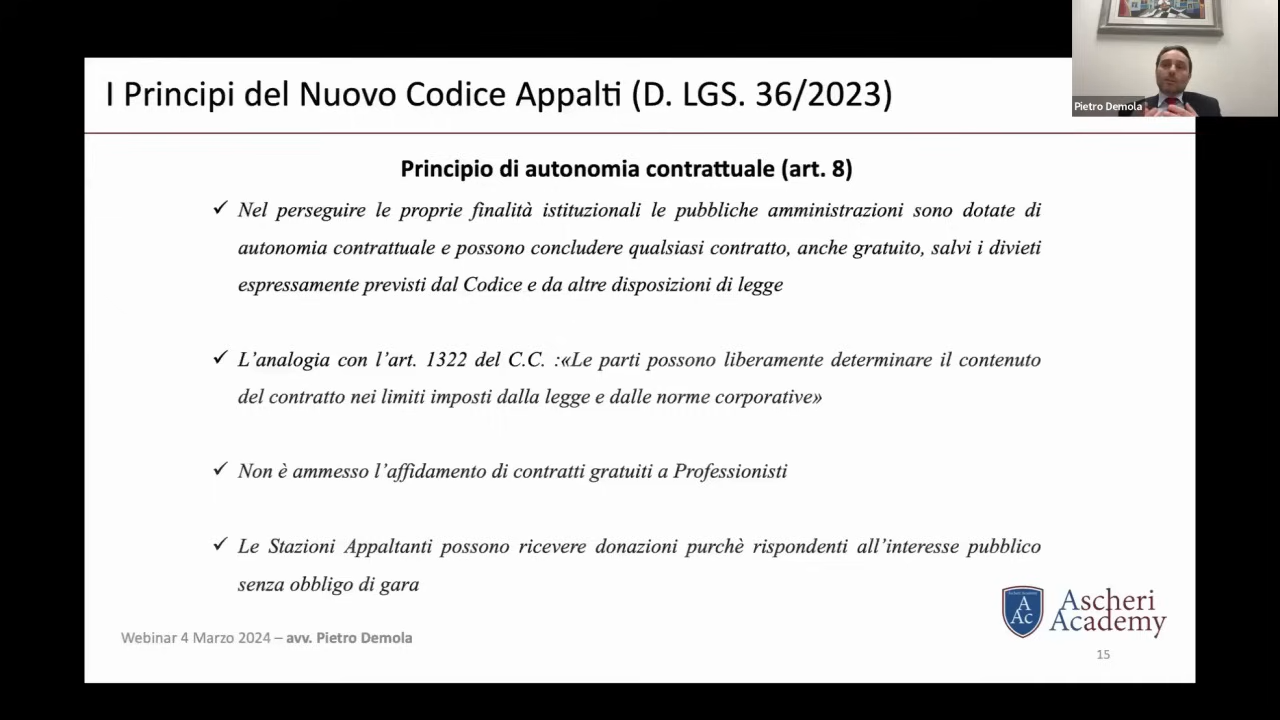 I Principi del Nuovo Codice Appalti (D. LGS. 36/2023)
Pietro Demola
Principio di autonomia contrattuale (art. 8)
✓ Nel perseguire le proprie finalità istituzionali le pubbliche amministrazioni sono dotate di
autonomia contrattuale e possono concludere qualsiasi contratto, anche gratuito, salvi i divieti
espressamente previsti dal Codice e da altre disposizioni di legge
✓ L’analogia con l’art. 1322 del C.C. :«Le parti possono liberamente determinare il contenuto
del contratto nei limiti imposti dalla legge e dalle norme corporative»
✓ Non è ammesso l’affidamento di contratti gratuiti a Professionisti
✓ Le Stazioni Appaltanti possono ricevere donazioni purchè rispondenti all’interesse pubblico
senza obbligo di gara
A
Ac
Ascheri
Academy
Webinar 4 Marzo 2024 – avv. Pietro Demola
15